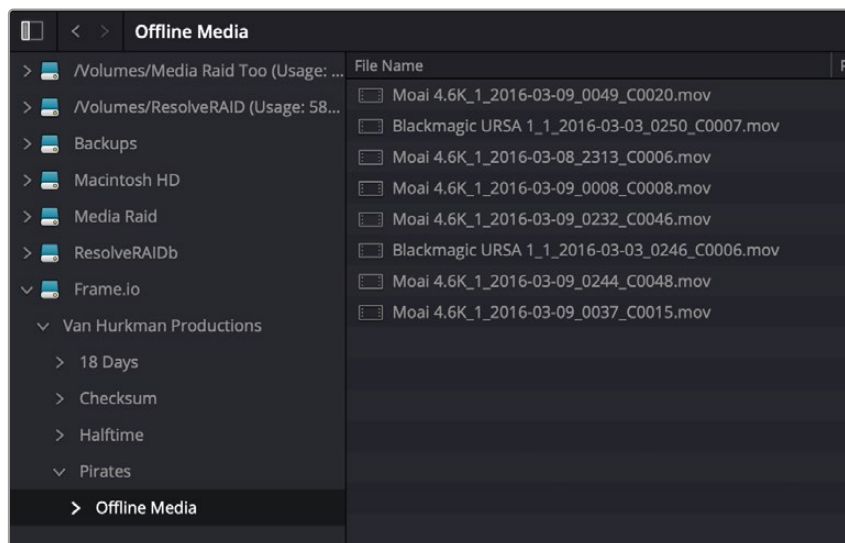 Offline Media
/Volumes/Media Raid Too (Usage: ...
/Volumes/ResolveRAID (Usage: 58...
Backups
Macintosh HD
Media Raid
ResolveRAIDb
Frame.io
Van Hurkman Productions
18 Days
Checksum
Halftime
Pirates
Offline Media
File Name
Moai 4.6K_1_2016-03-09_0049_C0020.mov
Blackmagic URSA 1_1_2016-03-03_0250_C0007.mov
Moai 4.6K_1_2016-03-08_2313_C0006.mov
Moai 4.6K_1_2016-03-09_0008_C0008.mov
Moai 4.6K_1_2016-03-09_0232_C0046.mov
Blackmagic URSA 1_1_2016-03-03_0246_C0006.mov
Moai 4.6K_1_2016-03-09_0244_C0048.mov
Moai 4.6K_1_2016-03-09_0037_C0015.mov